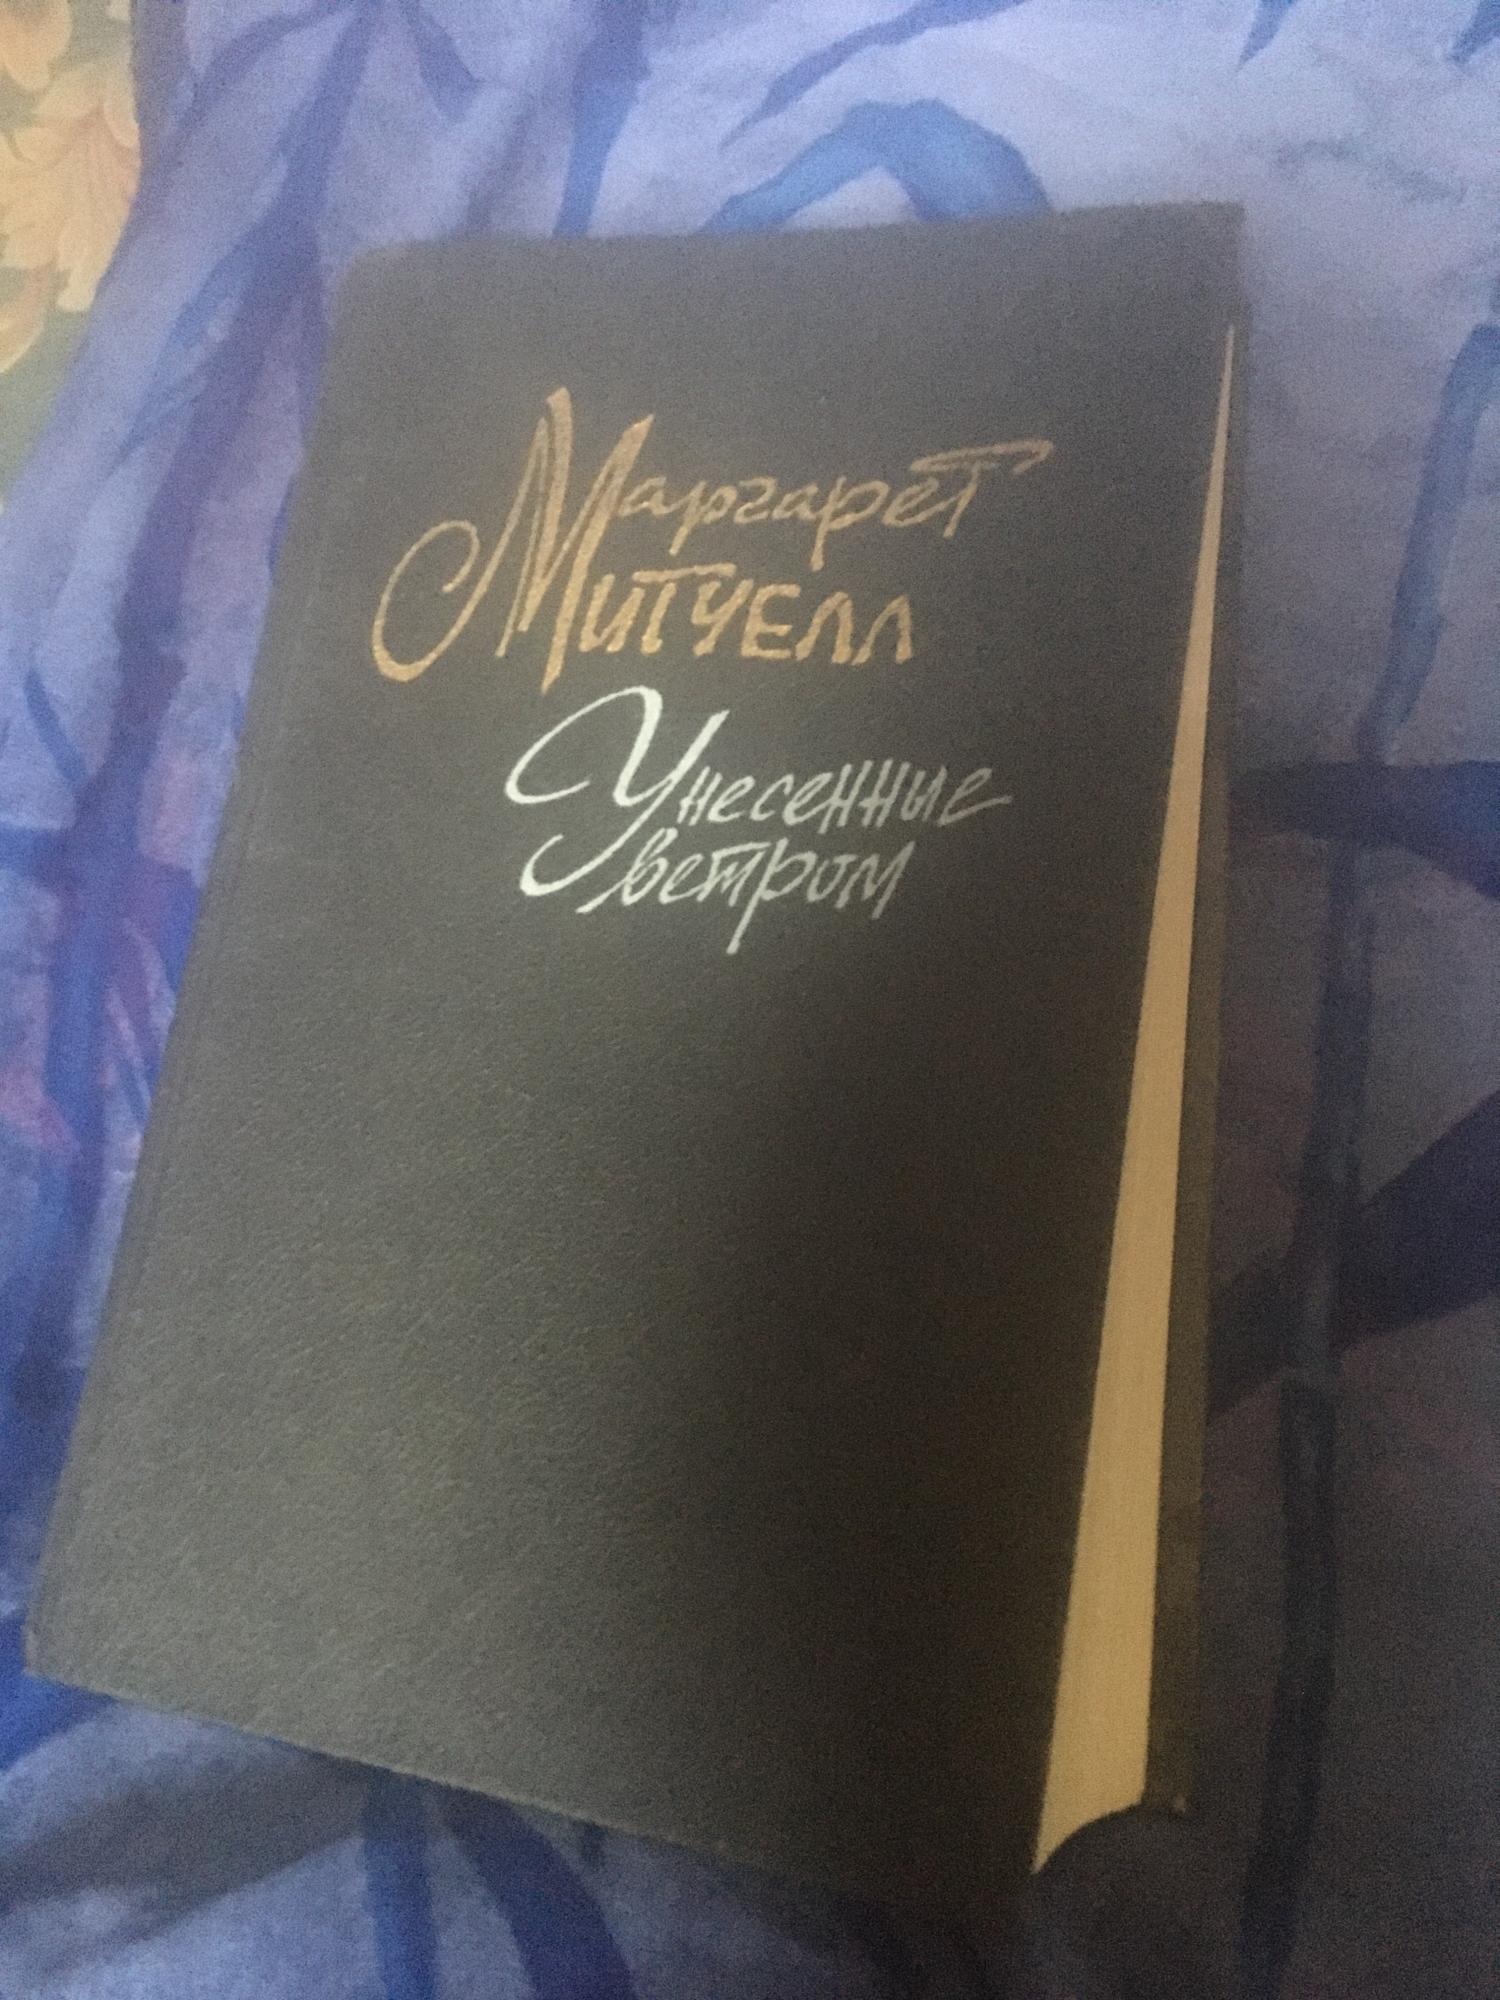 Маргарет
Митчелл
Унесенные
ветром